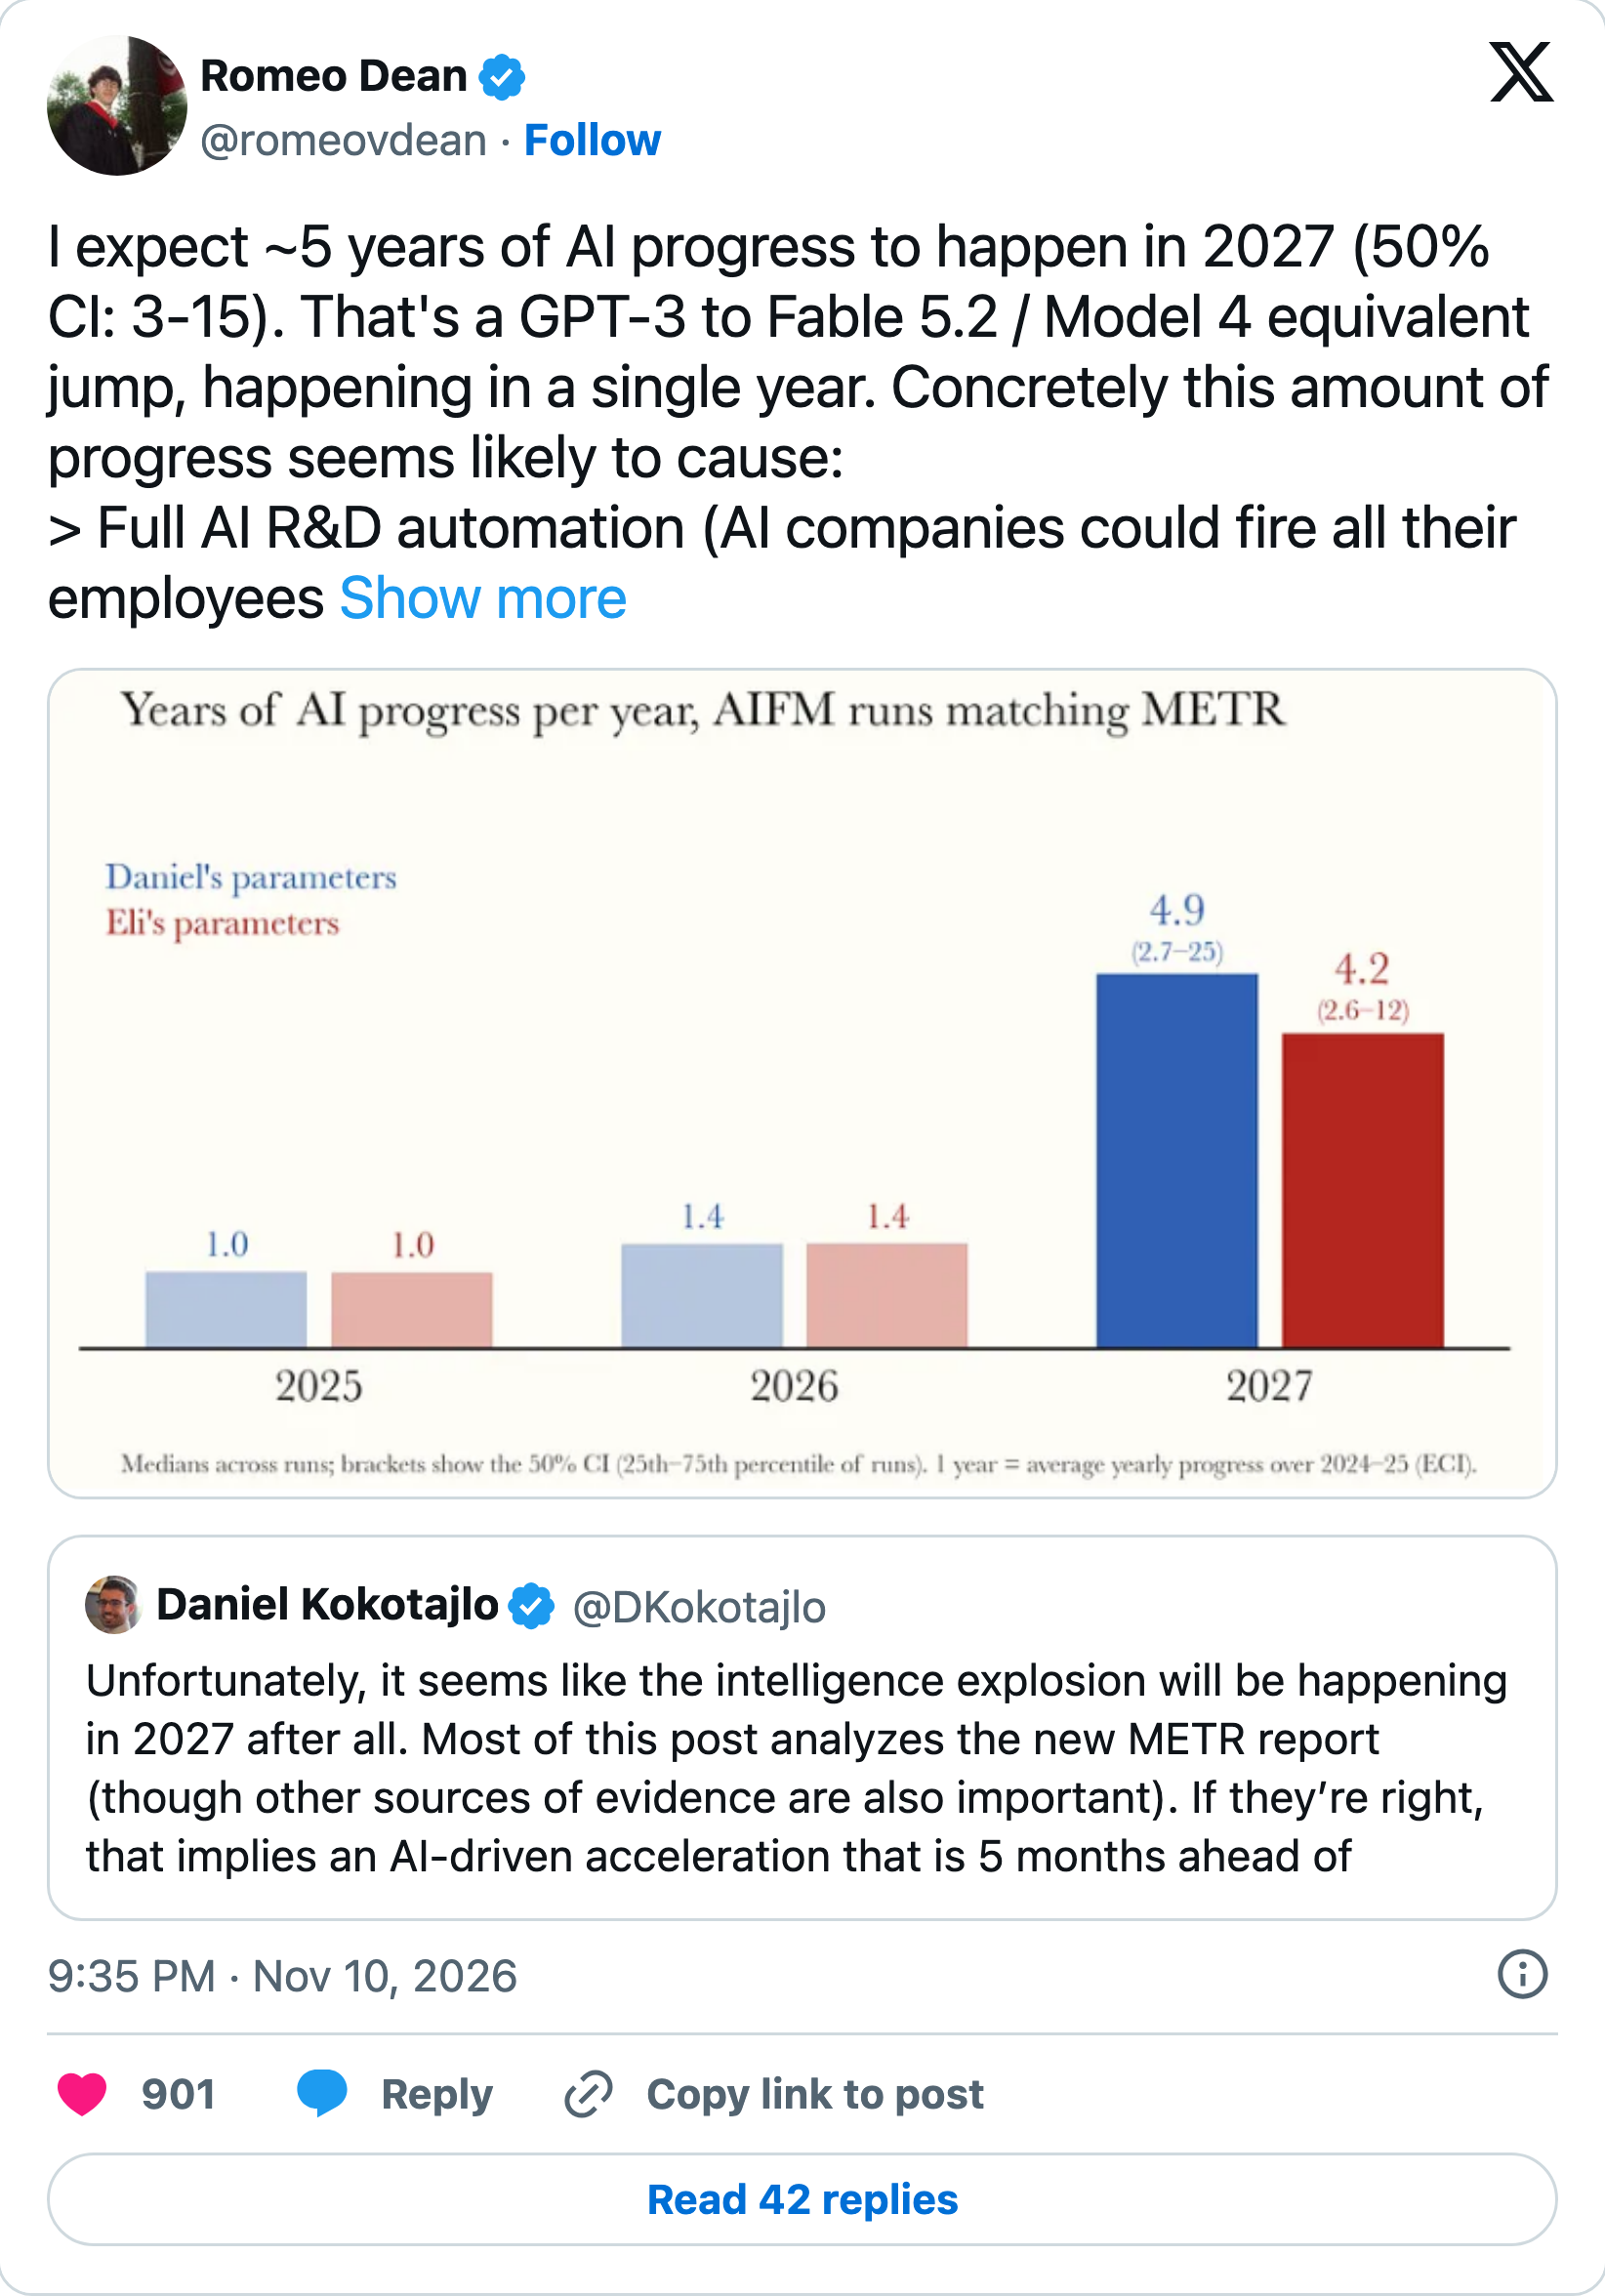 Romeo Dean
@romeovdean · Follow
I expect ~5 years of AI progress to happen in 2027 (50%
CI: 3-15). That's a GPT-3 to Fable 5.2 / Model 4 equivalent
jump, happening in a single year. Concretely this amount of
progress seems likely to cause:
> Full AI R&D automation (AI companies could fire all their
employees Show more
Years of AI progress per year, AIFM runs matching METR
Daniel's parameters
Eli's parameters
4.9
(2.7–25)
4.2
(2.6–12)
1.0
1.0
1.4
1.4
2025
2026
2027
Medians across runs; brackets show the 50% CI (25th–75th percentile of runs). 1 year = average yearly progress over 2024–25 (ECI).
Daniel Kokotajlo @DKokotajlo
Unfortunately, it seems like the intelligence explosion will be happening
in 2027 after all. Most of this post analyzes the new METR report
(though other sources of evidence are also important). If they’re right,
that implies an AI-driven acceleration that is 5 months ahead of
9:35 PM · Nov 10, 2026
901 Reply Copy link to post
Read 42 replies